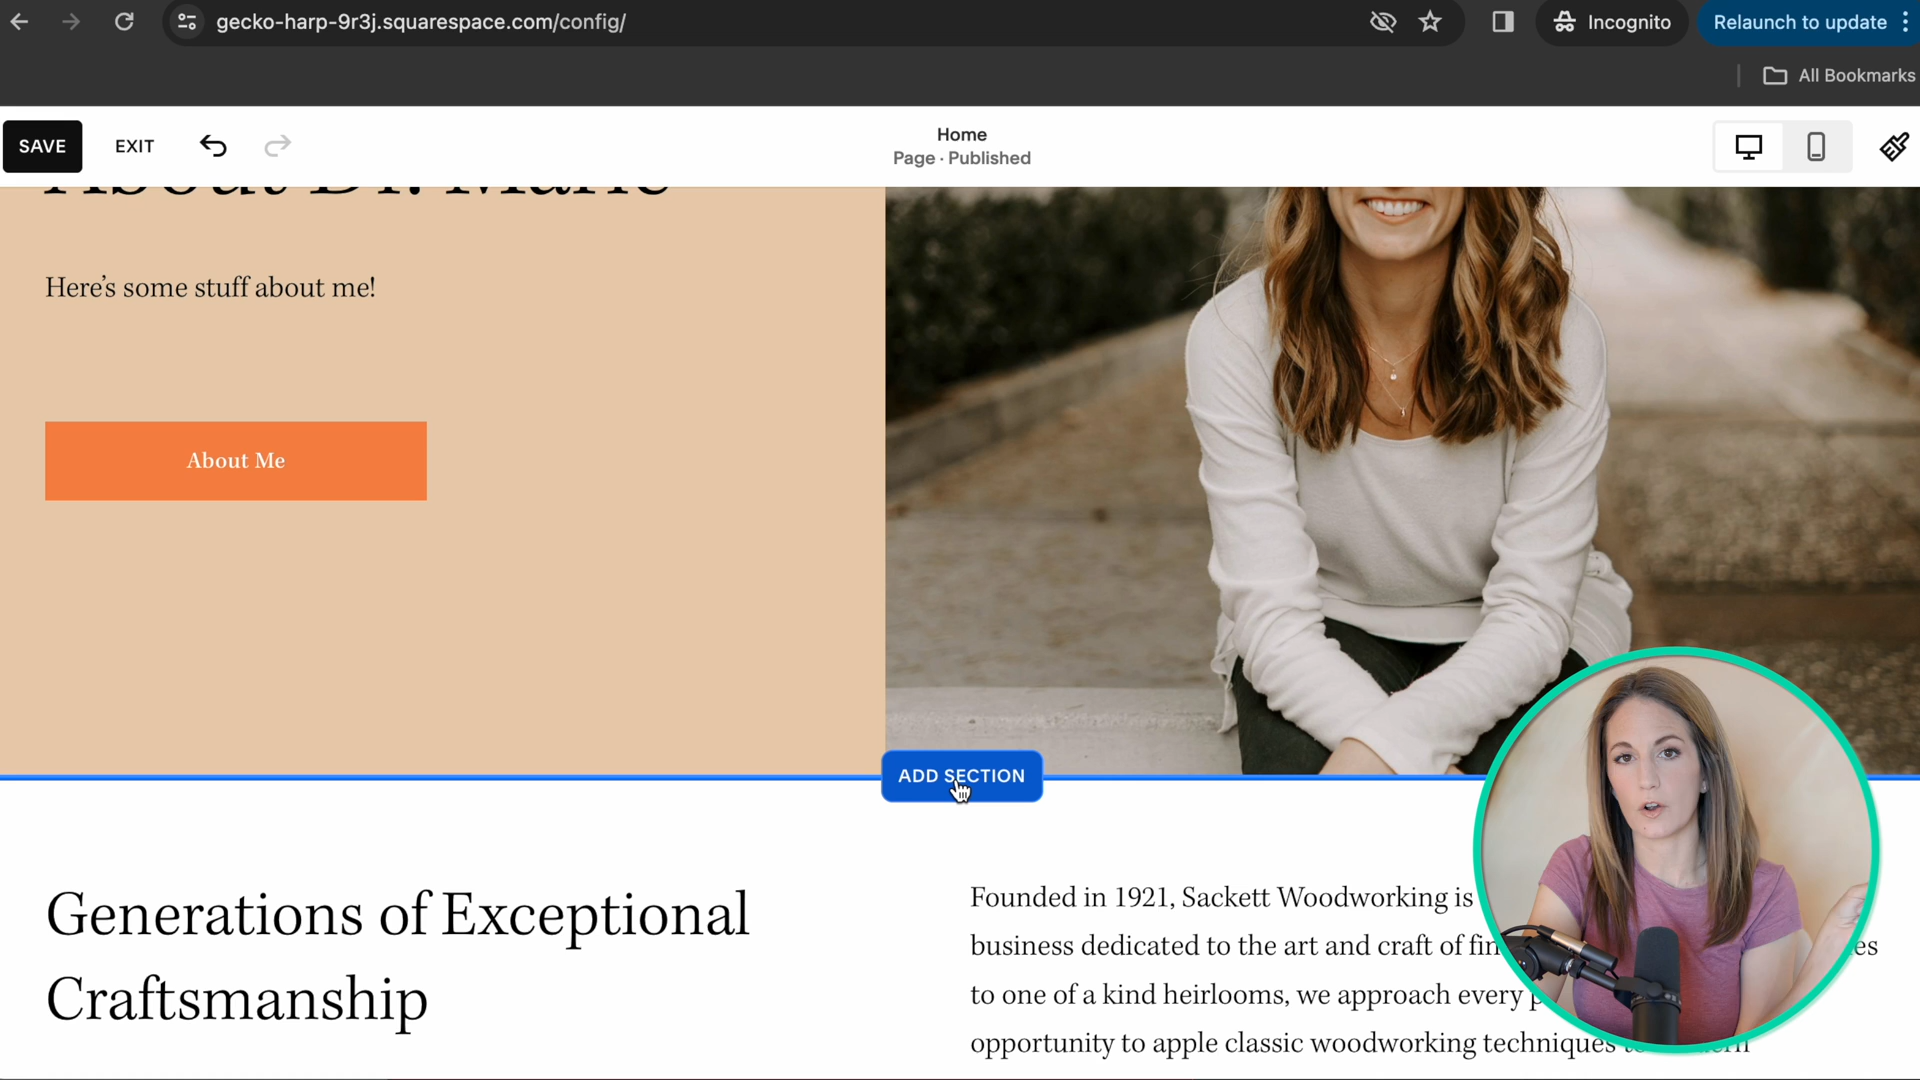 gecko-harp-9r3j.squarespace.com/config/
Incognito
Relaunch to update
All Bookmarks
SAVE
EXIT
Home
Page · Published
About Dr. Marie
Here's some stuff about me!
About Me
ADD SECTION
Generations of Exceptional
Craftsmanship
Founded in 1921, Sackett Woodworking is
business dedicated to the art and craft of
to one of a kind heirlooms, we approach every
opportunity to apple classic woodworking techniques